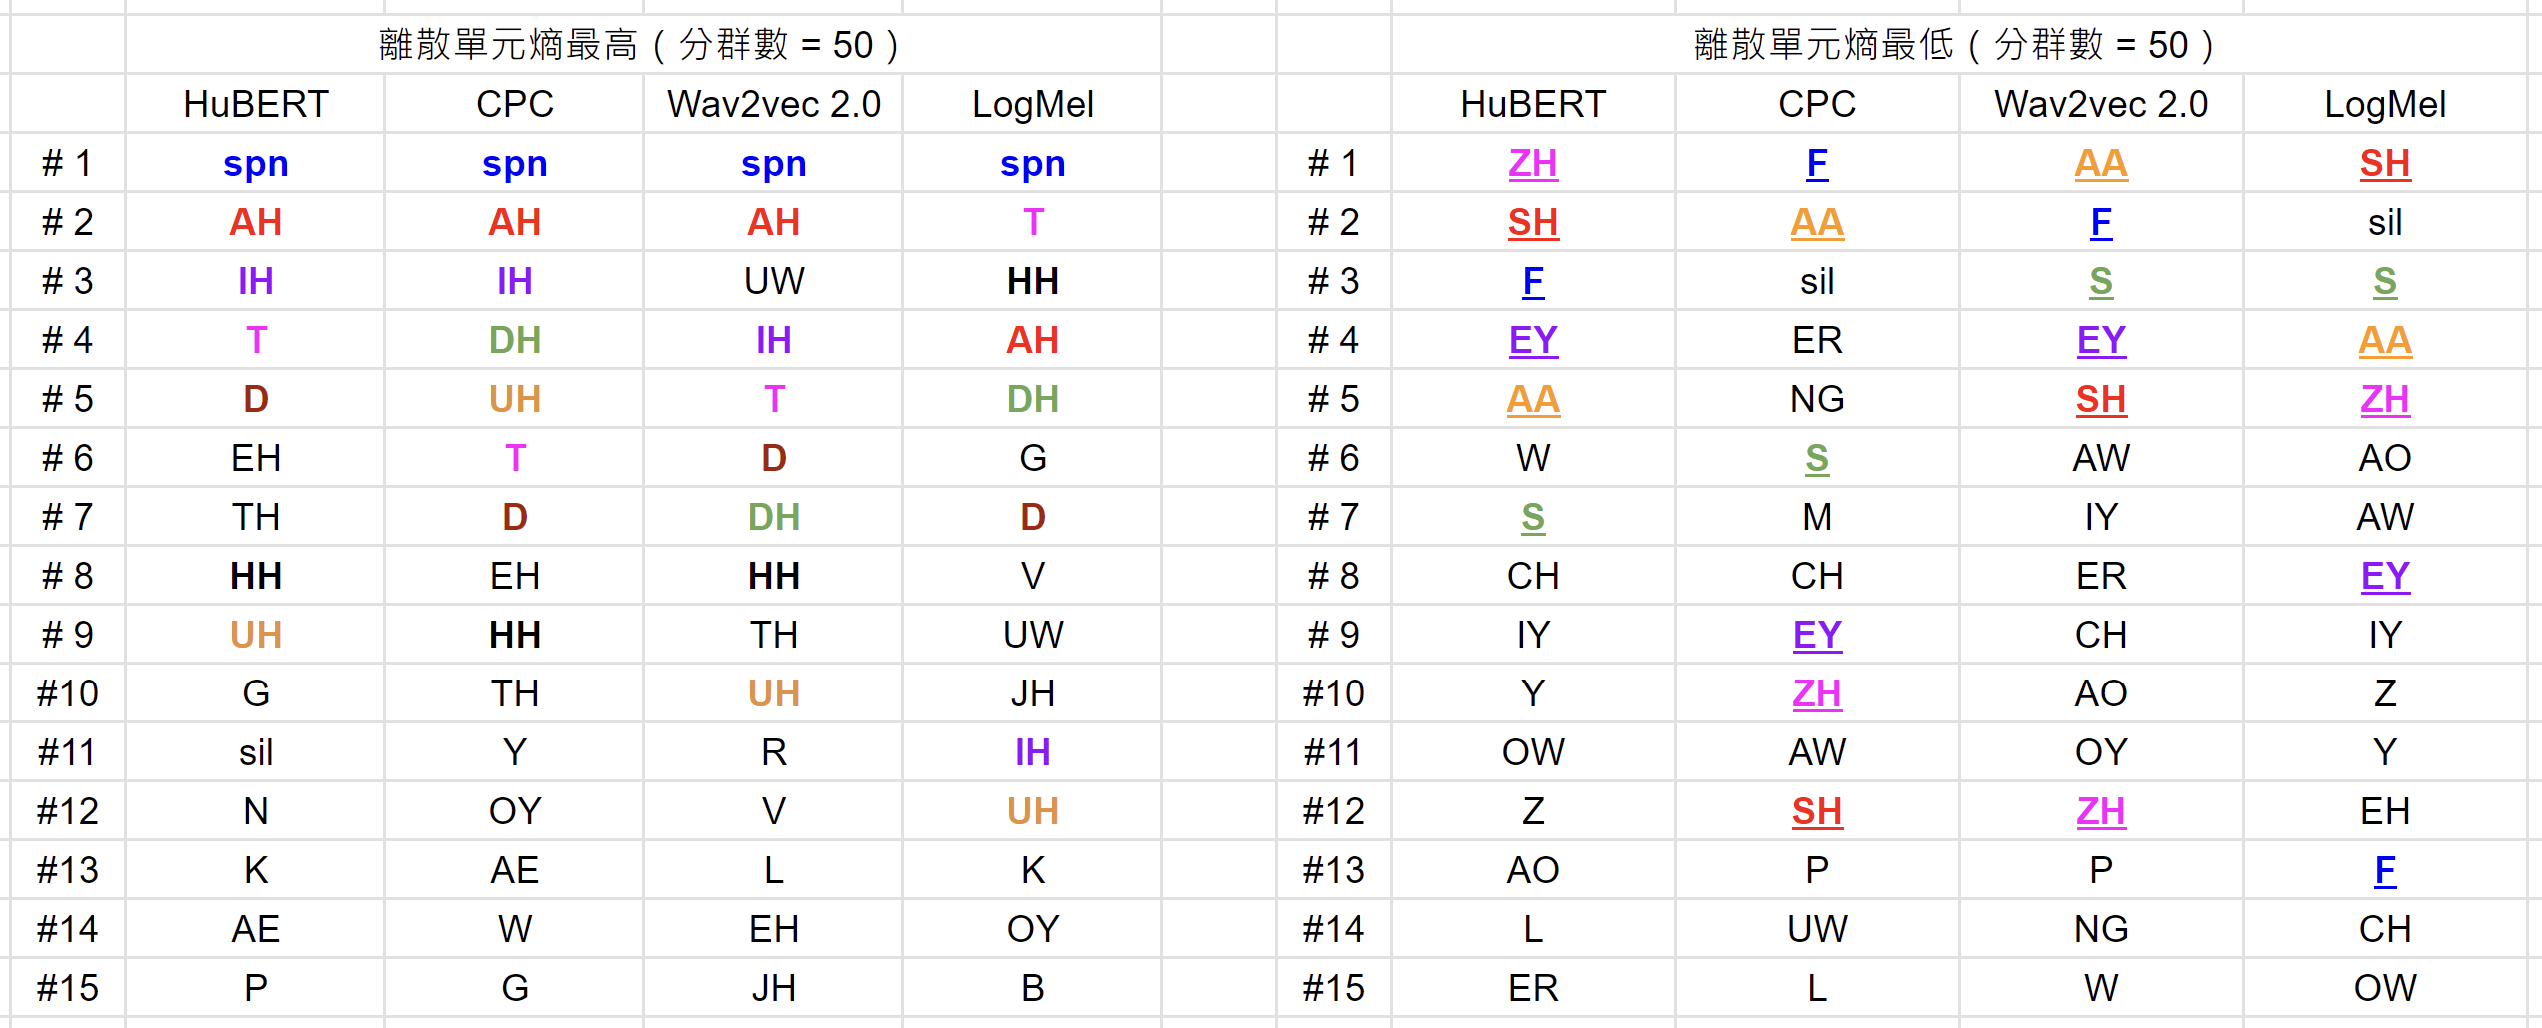 離散單元熵最高（分群數 = 50） 離散單元熵最低（分群數 = 50）
HuBERT CPC Wav2vec 2.0 LogMel HuBERT CPC Wav2vec 2.0 LogMel
# 1 spn spn spn spn # 1 ZH F AA SH
# 2 AH AH AH T # 2 SH AA F sil
# 3 IH IH UW HH # 3 F sil S S
# 4 T DH IH AH # 4 EY ER EY AA
# 5 D UH T DH # 5 AA NG SH ZH
# 6 EH T D G # 6 W S AW AO
# 7 TH D DH D # 7 S M IY AW
# 8 HH EH HH V # 8 CH CH ER EY
# 9 UH HH TH UW # 9 IY EY CH IY
#10 G TH UH JH #10 Y ZH AO Z
#11 sil Y R IH #11 OW AW OY Y
#12 N OY V UH #12 Z SH ZH EH
#13 K AE L K #13 AO P P F
#14 AE W EH OY #14 L UW NG CH
#15 P G JH B #15 ER L W OW